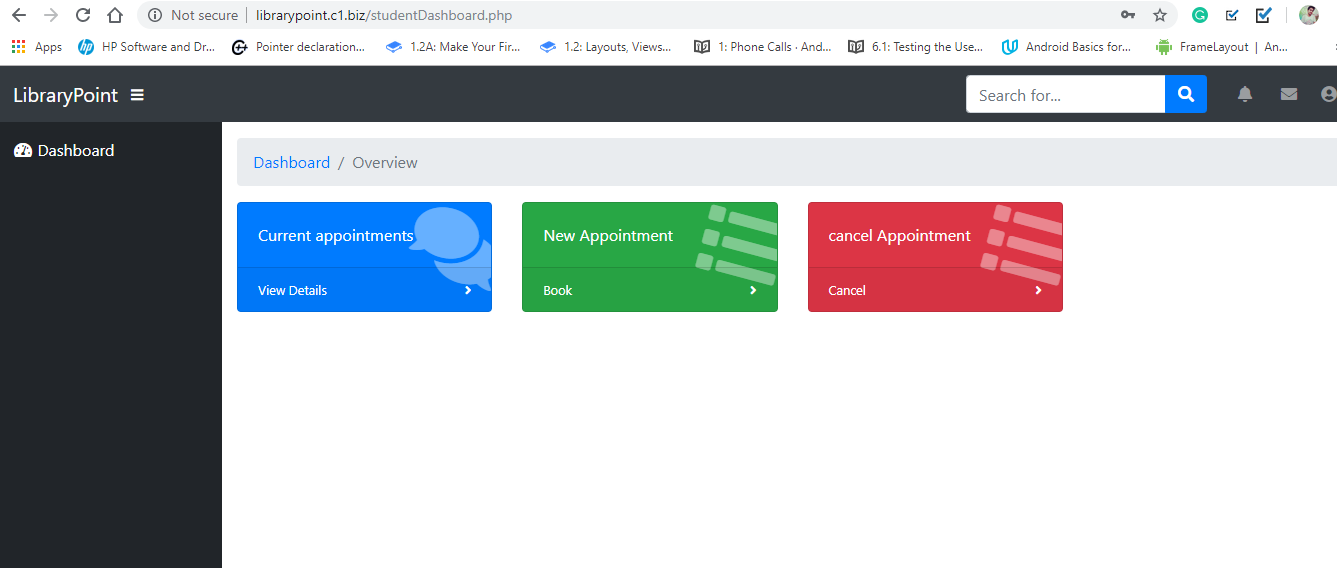 Not secure | librarypoint.c1.biz/studentDashboard.php
Apps HP Software and Dr... Pointer declaration... 1.2A: Make Your Fir... 1.2: Layouts, Views... 1: Phone Calls · And... 6.1: Testing the Use... Android Basics for... FrameLayout | An...
LibraryPoint Search for...
Dashboard
Dashboard / Overview
Current appointments
View Details
New Appointment
Book
cancel Appointment
Cancel